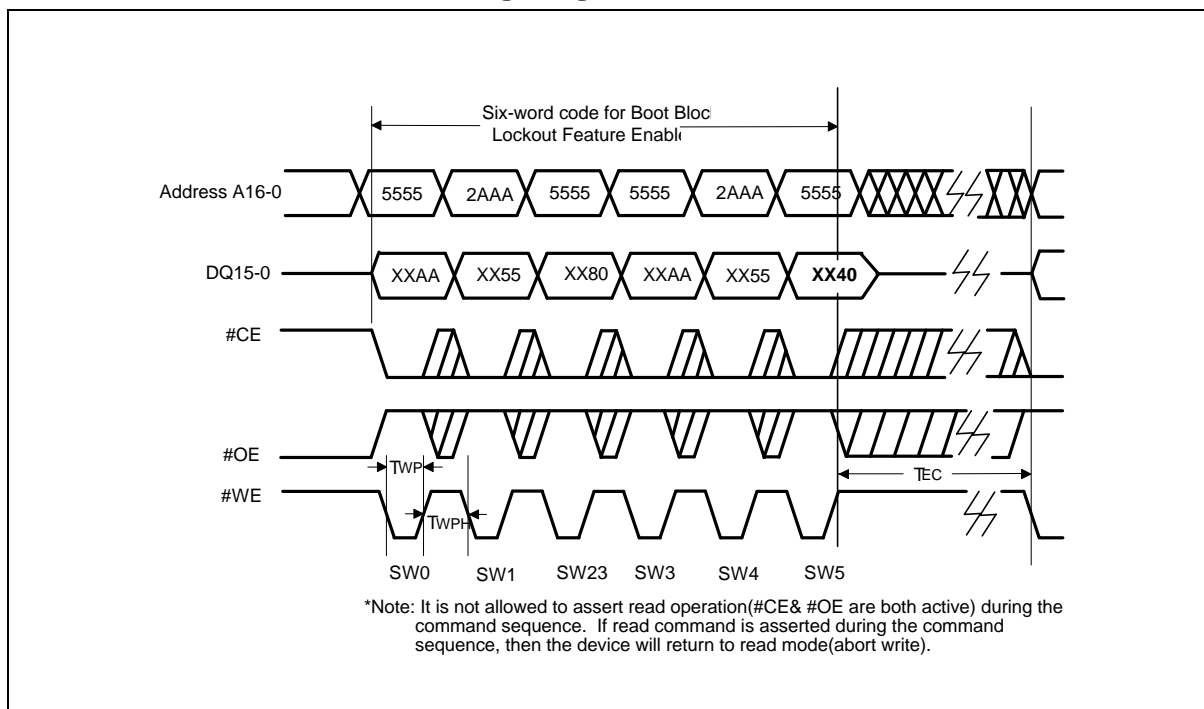 Six-word code for Boot Bloc
Lockout Feature Enable
Address A16-0
5555 2AAA 5555 5555 2AAA 5555
DQ15-0
XXAA XX55 XX80 XXAA XX55 XX40
#CE
#OE
TWP
TEC
#WE
TWPH
SW0 SW1 SW23 SW3 SW4 SW5
*Note: It is not allowed to assert read operation(#CE& #OE are both active) during the
command sequence. If read command is asserted during the command
sequence, then the device will return to read mode(abort write).